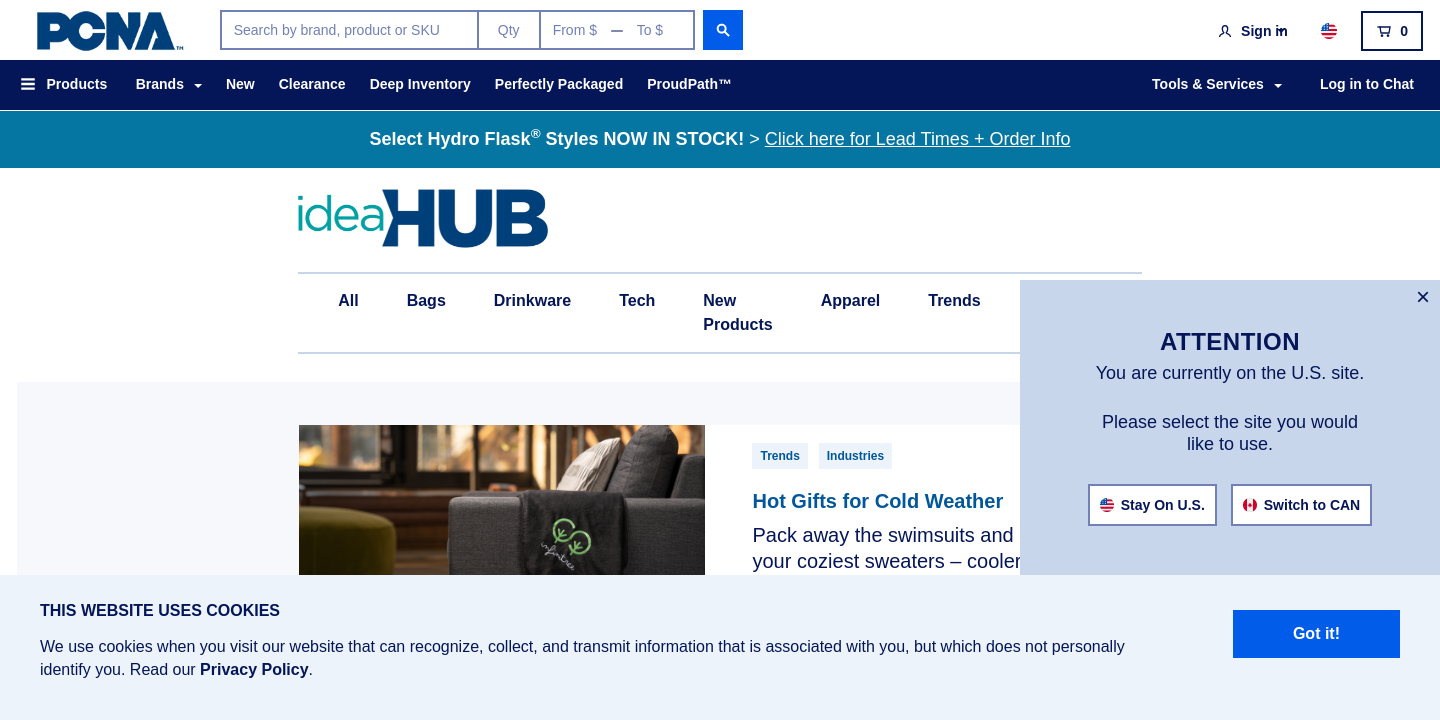 PCNA™
Search by brand, product or SKU
Qty
From $ — To $
Sign in
0
Products
Brands
New
Clearance
Deep Inventory
Perfectly Packaged
ProudPath™
Tools & Services
Log in to Chat
Select Hydro Flask® Styles NOW IN STOCK! > Click here for Lead Times + Order Info
ideaHUB
All
Bags
Drinkware
Tech
New
Products
Apparel
Trends
×
ATTENTION
You are currently on the U.S. site.
Please select the site you would
like to use.
Stay On U.S.
Switch to CAN
Trends
Industries
Hot Gifts for Cold Weather
Pack away the swimsuits and
your coziest sweaters – cooler
infinitree
THIS WEBSITE USES COOKIES
We use cookies when you visit our website that can recognize, collect, and transmit information that is associated with you, but which does not personally
identify you. Read our Privacy Policy.
Got it!